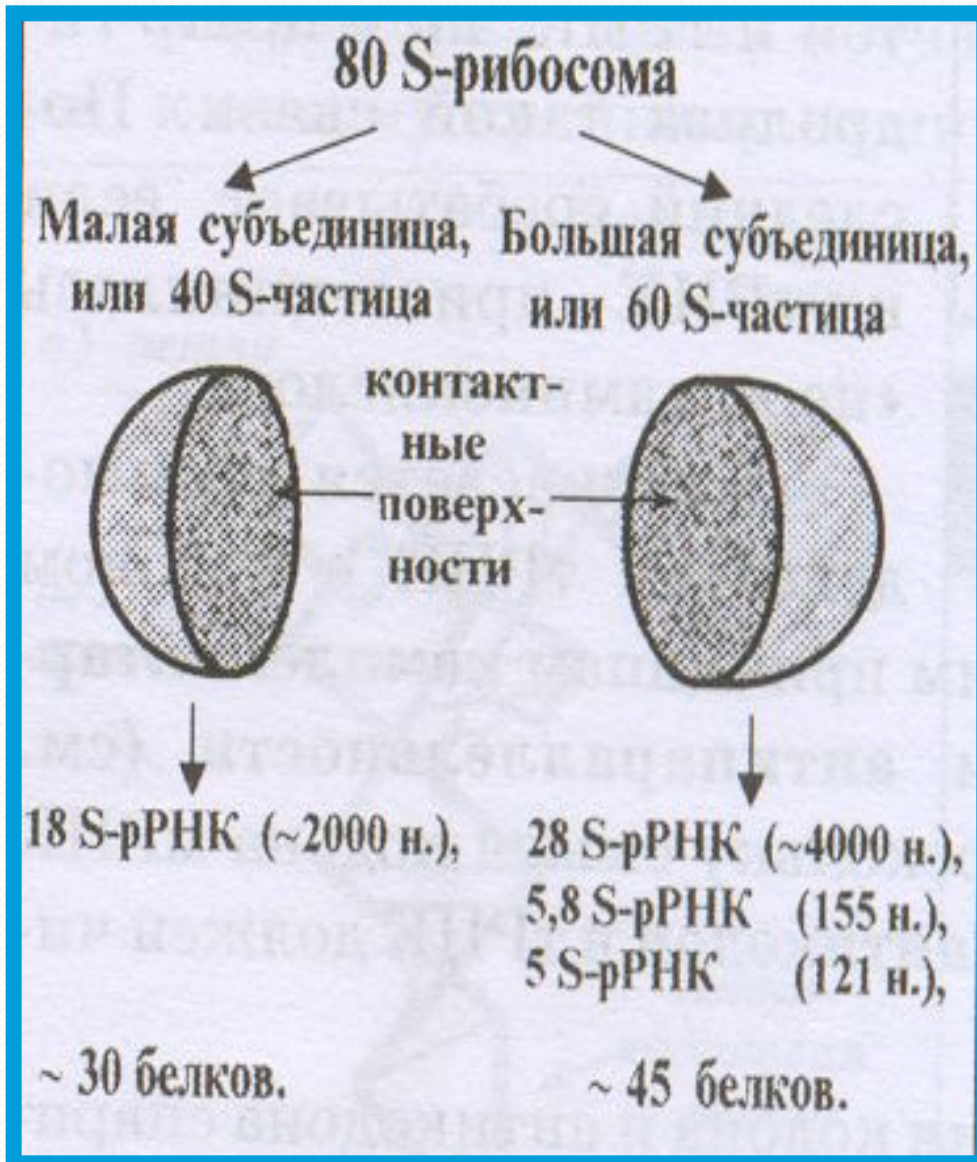 80 S-рибосома
Малая субъединица,
или 40 S-частица
Большая субъединица,
или 60 S-частица
контакт-
ные
поверх-
ности
18 S-рРНК (~2000 н.),
~ 30 белков.
28 S-рРНК (~4000 н.),
5,8 S-рРНК (155 н.),
5 S-рРНК (121 н.),
~ 45 белков.